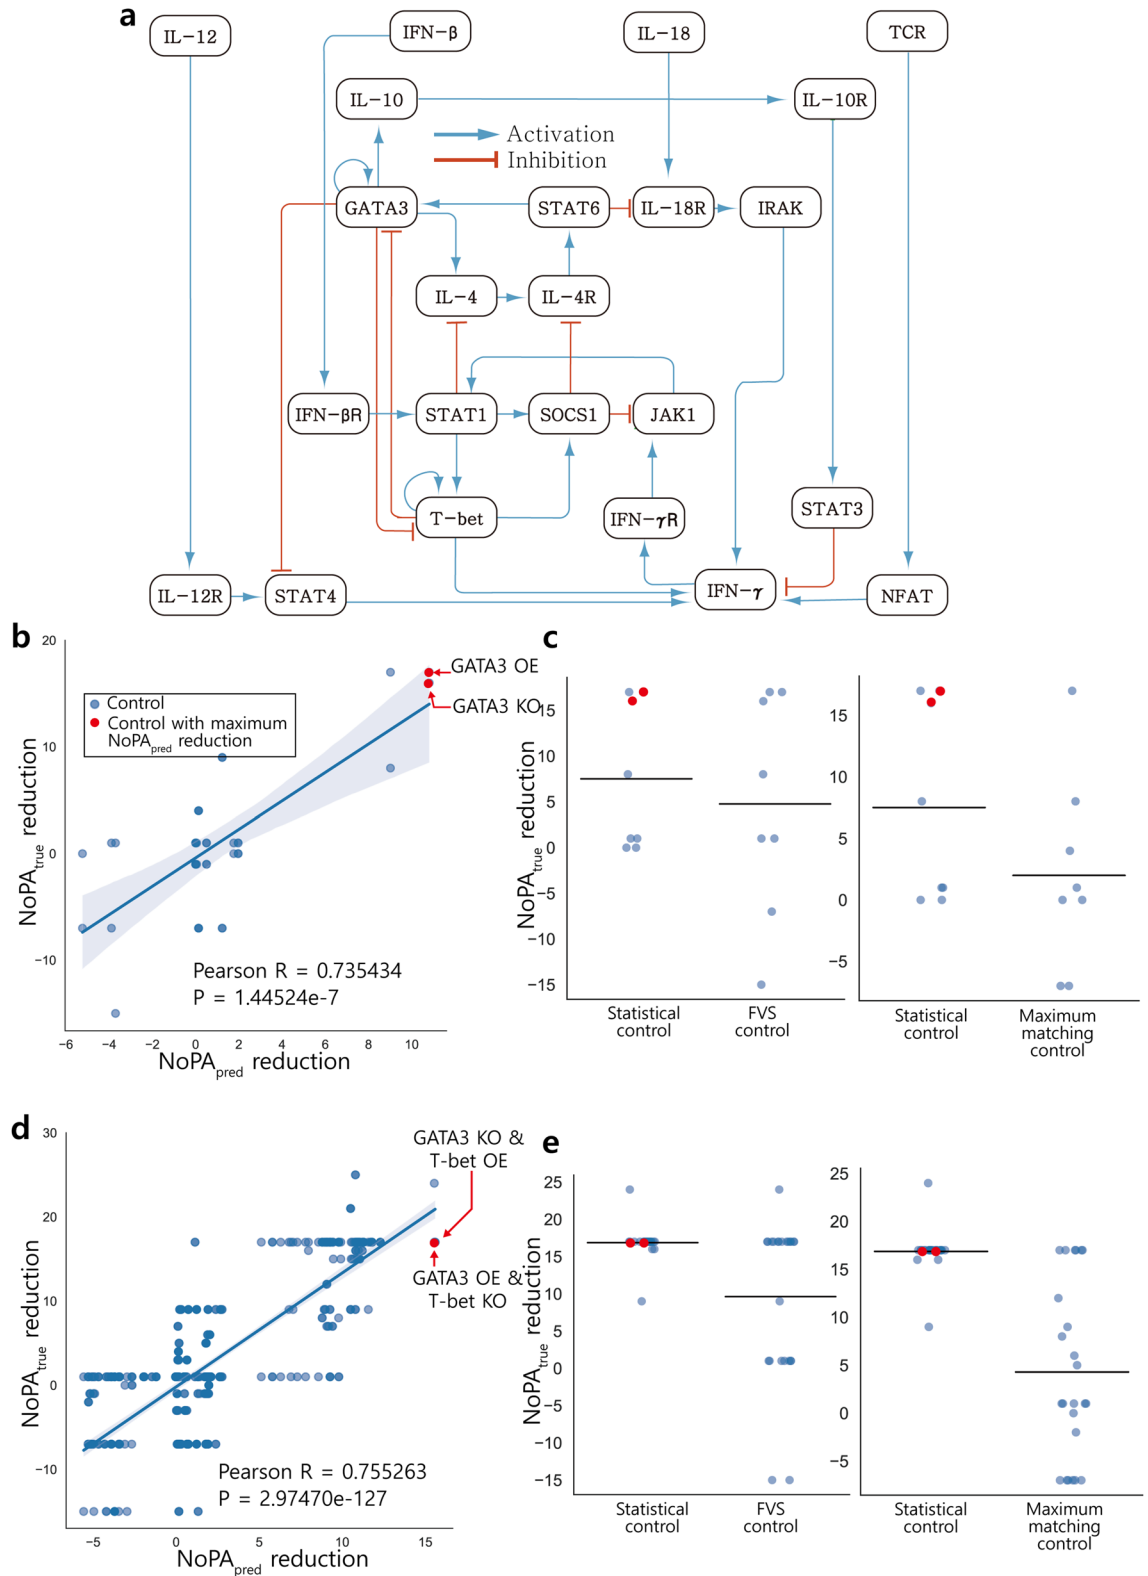 a
IL-12
IFN-β
IL-18
TCR
IL-10
IL-10R
Activation
Inhibition
GATA3
STAT6
IL-18R
IRAK
IL-4
IL-4R
IFN-βR
STAT1
SOCS1
JAK1
T-bet
IFN-γR
STAT3
IL-12R
STAT4
IFN-γ
NFAT
b
20
10
0
−10
NoPAtrue reduction
Control
Control with maximum
NoPApred reduction
GATA3 OE
GATA3 KO
Pearson R = 0.735434
P = 1.44524e-7
−6 −4 −2 0 2 4 6 8 10
NoPApred reduction
c
NoPAtrue reduction
15
10
5
0
−5
−10
−15
Statistical
control
FVS
control
15
10
5
0
−5
Statistical
control
Maximum
matching
control
d
30
20
10
0
−10
NoPAtrue reduction
GATA3 KO &
T-bet OE
GATA3 OE &
T-bet KO
Pearson R = 0.755263
P = 2.97470e-127
−5 0 5 10 15
NoPApred reduction
e
NoPAtrue reduction
25
20
15
10
5
0
−5
−10
−15
Statistical
control
FVS
control
25
20
15
10
5
0
−5
Statistical
control
Maximum
matching
control